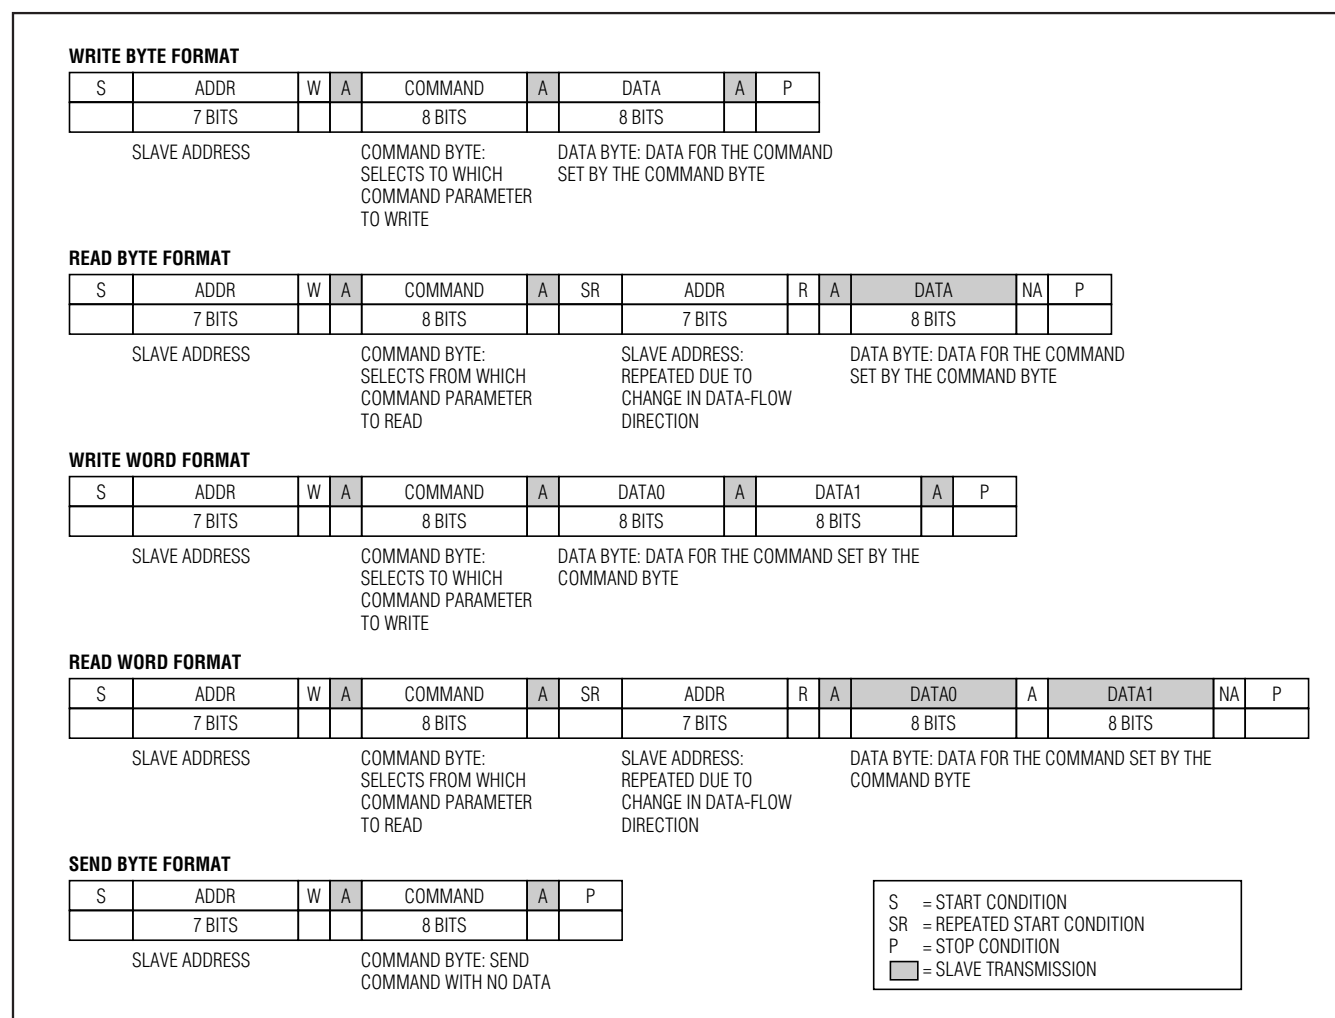 WRITE BYTE FORMAT
S ADDR W A COMMAND A DATA A P
7 BITS 8 BITS 8 BITS
SLAVE ADDRESS COMMAND BYTE: DATA BYTE: DATA FOR THE COMMAND
SELECTS TO WHICH SET BY THE COMMAND BYTE
COMMAND PARAMETER
TO WRITE
READ BYTE FORMAT
S ADDR W A COMMAND A SR ADDR R A DATA NA P
7 BITS 8 BITS 7 BITS 8 BITS
SLAVE ADDRESS COMMAND BYTE: SLAVE ADDRESS: DATA BYTE: DATA FOR THE COMMAND
SELECTS FROM WHICH REPEATED DUE TO SET BY THE COMMAND BYTE
COMMAND PARAMETER CHANGE IN DATA-FLOW
TO READ DIRECTION
WRITE WORD FORMAT
S ADDR W A COMMAND A DATA0 A DATA1 A P
7 BITS 8 BITS 8 BITS 8 BITS
SLAVE ADDRESS COMMAND BYTE: DATA BYTE: DATA FOR THE COMMAND SET BY THE
SELECTS TO WHICH COMMAND BYTE
COMMAND PARAMETER
TO WRITE
READ WORD FORMAT
S ADDR W A COMMAND A SR ADDR R A DATA0 A DATA1 NA P
7 BITS 8 BITS 7 BITS 8 BITS 8 BITS
SLAVE ADDRESS COMMAND BYTE: SLAVE ADDRESS: DATA BYTE: DATA FOR THE COMMAND SET BY THE
SELECTS FROM WHICH REPEATED DUE TO COMMAND BYTE
COMMAND PARAMETER CHANGE IN DATA-FLOW
TO READ DIRECTION
SEND BYTE FORMAT
S ADDR W A COMMAND A P
7 BITS 8 BITS
SLAVE ADDRESS COMMAND BYTE: SEND
COMMAND WITH NO DATA
S = START CONDITION
SR = REPEATED START CONDITION
P = STOP CONDITION
= SLAVE TRANSMISSION